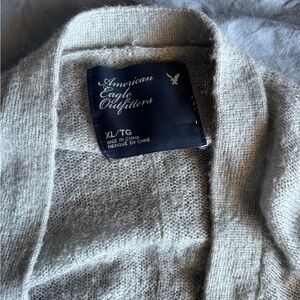 American
Eagle
Outfitters
XL/TG
MADE IN CHINA
FABRIQUÉ EN CHINE